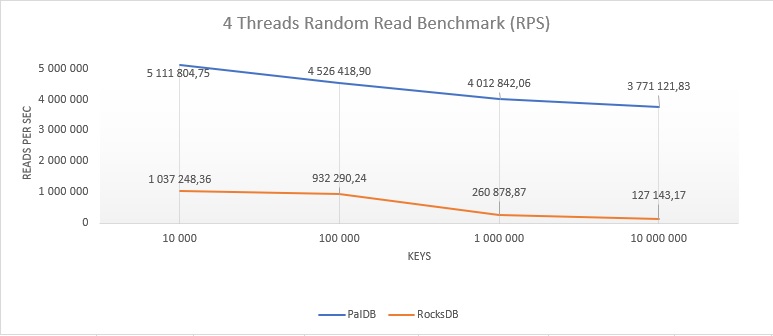 4 Threads Random Read Benchmark (RPS)
5 000 000
4 000 000
3 000 000
2 000 000
1 000 000
0
READS PER SEC
5 111 804,75
4 526 418,90
4 012 842,06
3 771 121,83
1 037 248,36
932 290,24
260 878,87
127 143,17
10 000
100 000
1 000 000
10 000 000
KEYS
PalDB
RocksDB